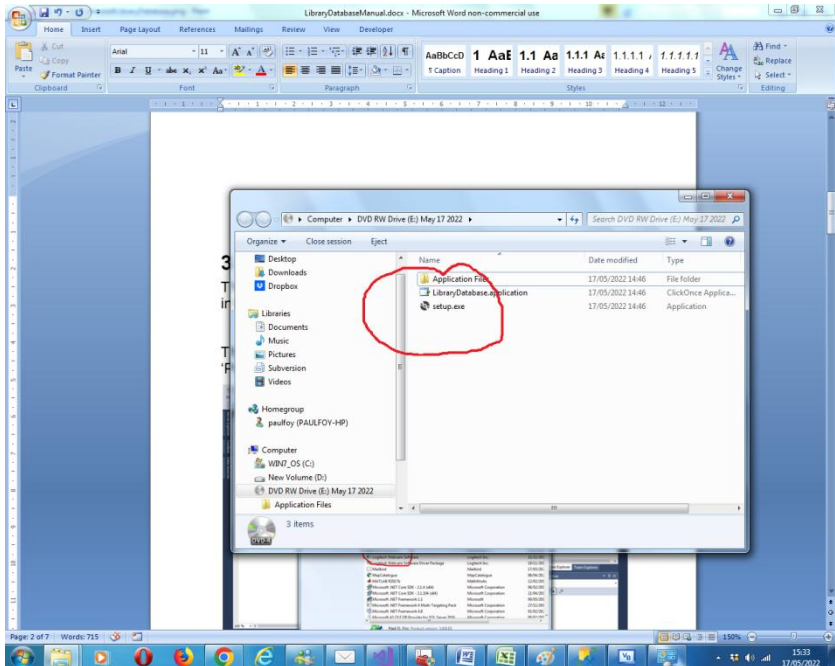 LibraryDatabaseManual.docx - Microsoft Word non-commercial use
Home Insert Page Layout References Mailings Review View Developer
Paste
Cut
Copy
Format Painter
Clipboard
Arial 11
Font
Paragraph
AaBbCcD 1 AaE 1.1 Aa 1.1.1 Aa 1.1.1.1 1.1.1.1.1
¶ Caption Heading 1 Heading 2 Heading 3 Heading 4 Heading 5
Change Styles
Styles
Find
Replace
Select
Editing
3
T
in
T
'F
Computer DVD RW Drive (E:) May 17 2022
Search DVD RW Drive (E:) May 17 2022
Organize Close session Eject
Name Date modified Type
Desktop
Downloads
Dropbox
Libraries
Documents
Music
Pictures
Subversion
Videos
Homegroup
paulfoy (PAULFOY-HP)
Computer
WIN7_OS (C:)
New Volume (D:)
DVD RW Drive (E:) May 17 2022
Application Files
Application Files 17/05/2022 14:46 File folder
LibraryDatabase.application 17/05/2022 14:46 ClickOnce Applica...
setup.exe 17/05/2022 14:46 Application
3 items
DVD-R
Page: 2 of 7 Words: 715
150%
15:33
17/05/2022